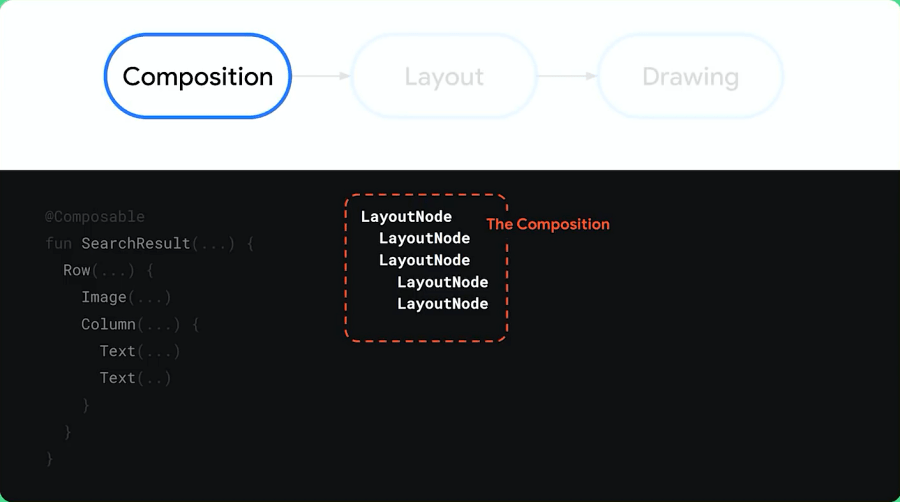 Composition
Layout
Drawing
@Composable
fun SearchResult(...) {
Row(...) {
Image(...)
Column(...) {
Text(...)
Text(..)
}
}
}
LayoutNode
LayoutNode
LayoutNode
LayoutNode
LayoutNode
The Composition